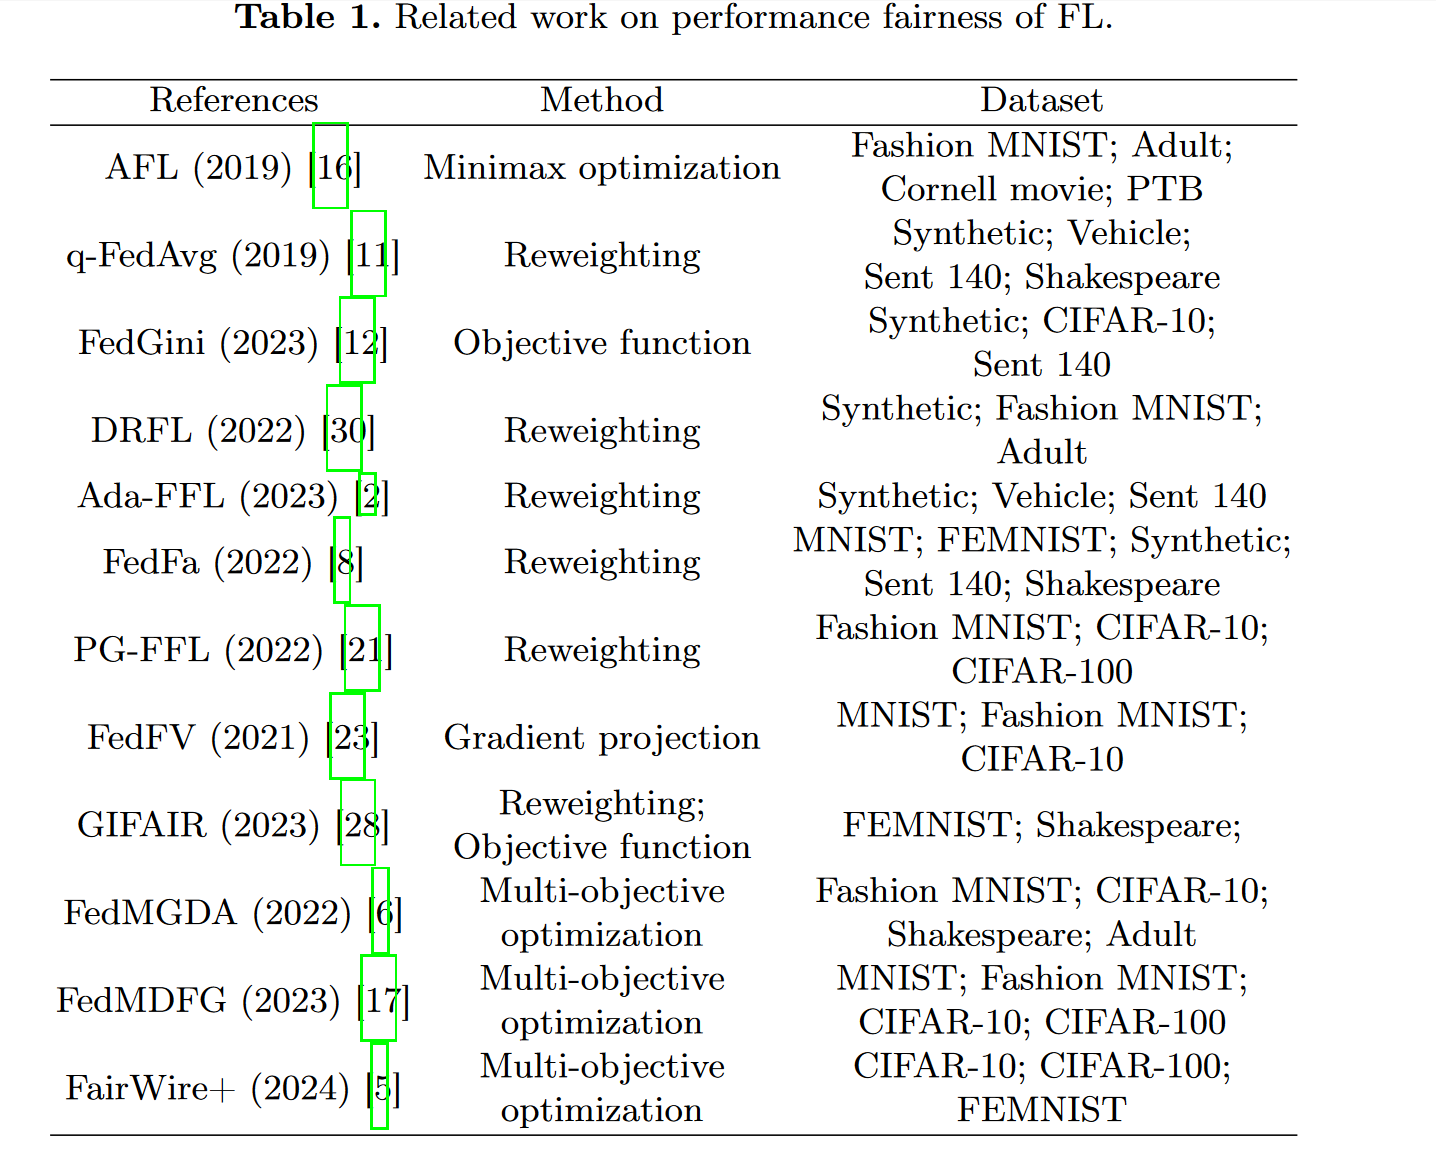 Table 1. Related work on performance fairness of FL.
References Method Dataset
AFL (2019) [16] Minimax optimization Fashion MNIST; Adult;
Cornell movie; PTB
q-FedAvg (2019) [11] Reweighting Synthetic; Vehicle;
Sent 140; Shakespeare
FedGini (2023) [12] Objective function Synthetic; CIFAR-10;
Sent 140
DRFL (2022) [30] Reweighting Synthetic; Fashion MNIST;
Adult
Ada-FFL (2023) [2] Reweighting Synthetic; Vehicle; Sent 140
FedFa (2022) [8] Reweighting MNIST; FEMNIST; Synthetic;
Sent 140; Shakespeare
PG-FFL (2022) [21] Reweighting Fashion MNIST; CIFAR-10;
CIFAR-100
FedFV (2021) [23] Gradient projection MNIST; Fashion MNIST;
CIFAR-10
GIFAIR (2023) [28] Reweighting;
Objective function FEMNIST; Shakespeare;
FedMGDA (2022) [6] Multi-objective
optimization Fashion MNIST; CIFAR-10;
Shakespeare; Adult
FedMDFG (2023) [17] Multi-objective
optimization MNIST; Fashion MNIST;
CIFAR-10; CIFAR-100
FairWire+ (2024) [5] Multi-objective
optimization CIFAR-10; CIFAR-100;
FEMNIST